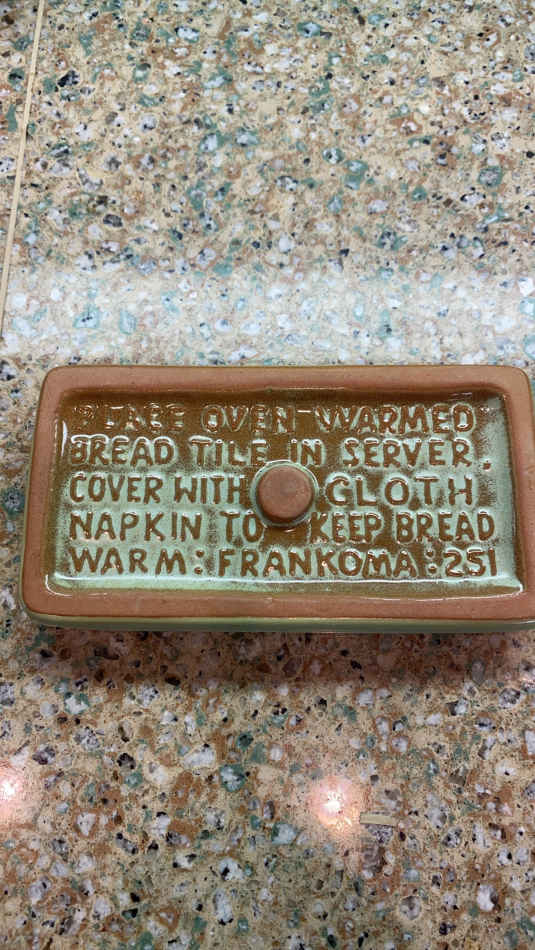 PLACE OVEN WARMED
BREAD TILE IN SERVER.
COVER WITH CLOTH
NAPKIN TO KEEP BREAD
WARM: FRANKOMA: 251